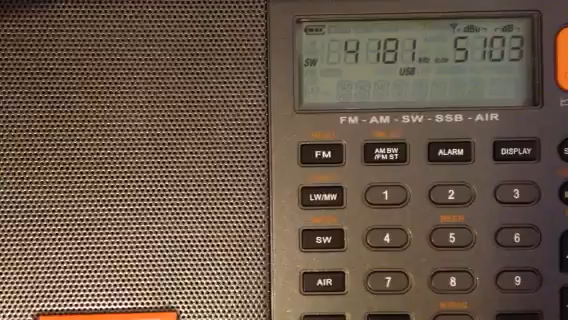 SW 4181 KHz 5103
USB
FM - AM - SW - SSB - AIR
FM AM BW /FM ST ALARM DISPLAY
LW/MW 1 2 3
SW 4 5 6
AIR 7 8 9